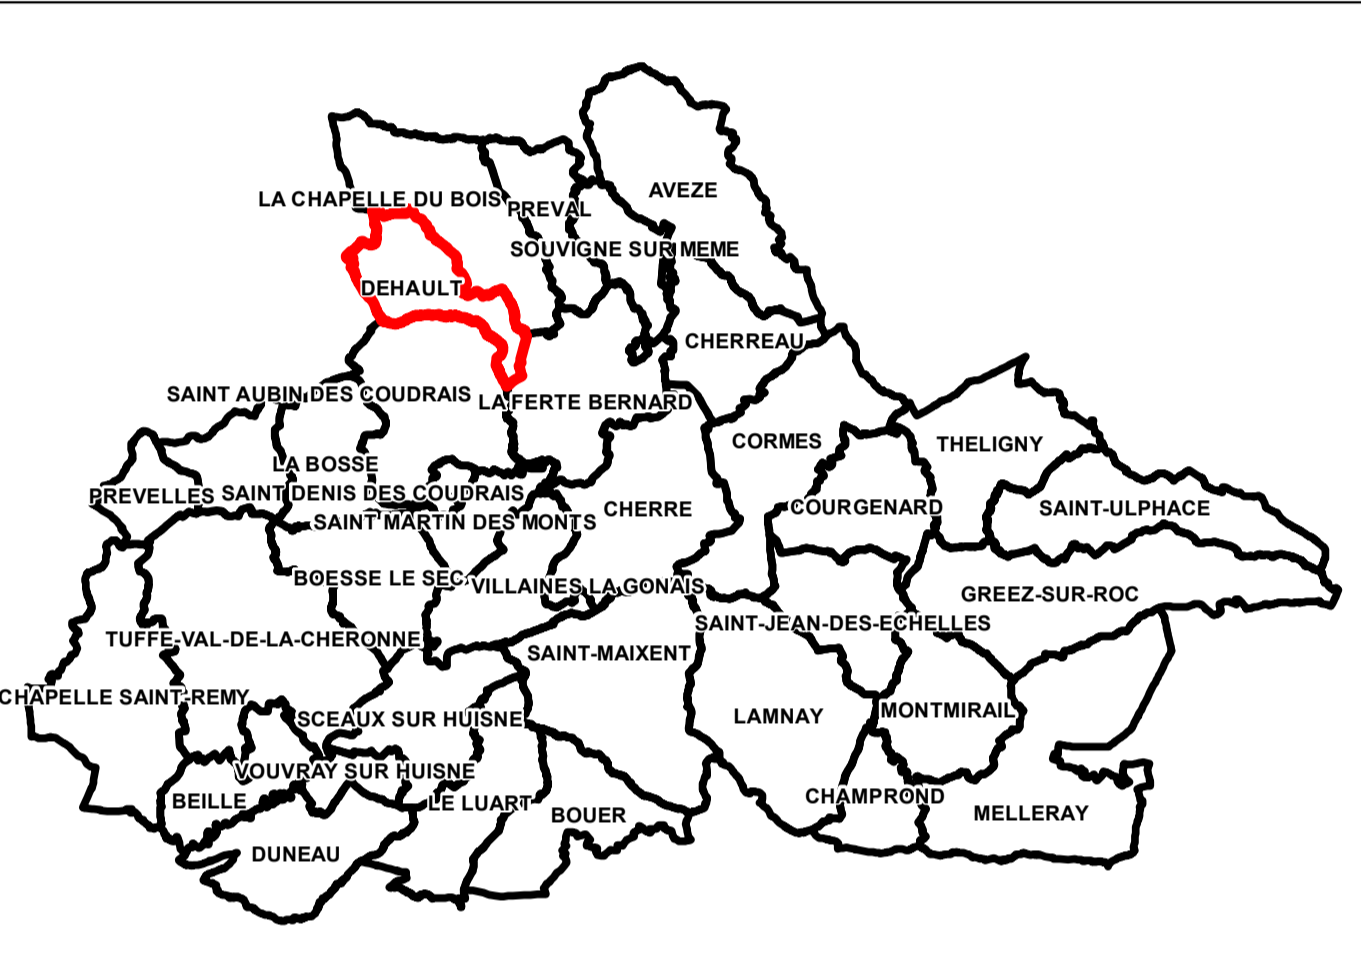 AVEZE
LA CHAPELLE DU BOIS
PREVAL
SOUVIGNE SUR MEME
DEHAULT
CHERREAU
SAINT AUBIN DES COUDRAIS
LA FERTE BERNARD
CORMES
THELIGNY
LA BOSSE
PREVELLES
SAINT DENIS DES COUDRAIS
CHERRE
COURGENARD
SAINT-ULPHACE
SAINT MARTIN DES MONTS
BOESSE LE SEC
VILLAINES LA GONAIS
GREEZ-SUR-ROC
SAINT-JEAN-DES-ECHELLES
TUFFE-VAL-DE-LA-CHERONNE
SAINT-MAIXENT
CHAPELLE SAINT-REMY
SCEAUX SUR HUISNE
LAMNAY
MONTMIRAIL
VOUVRAY SUR HUISNE
BEILLE
LE LUART
BOUER
CHAMPROND
MELLERAY
DUNEAU